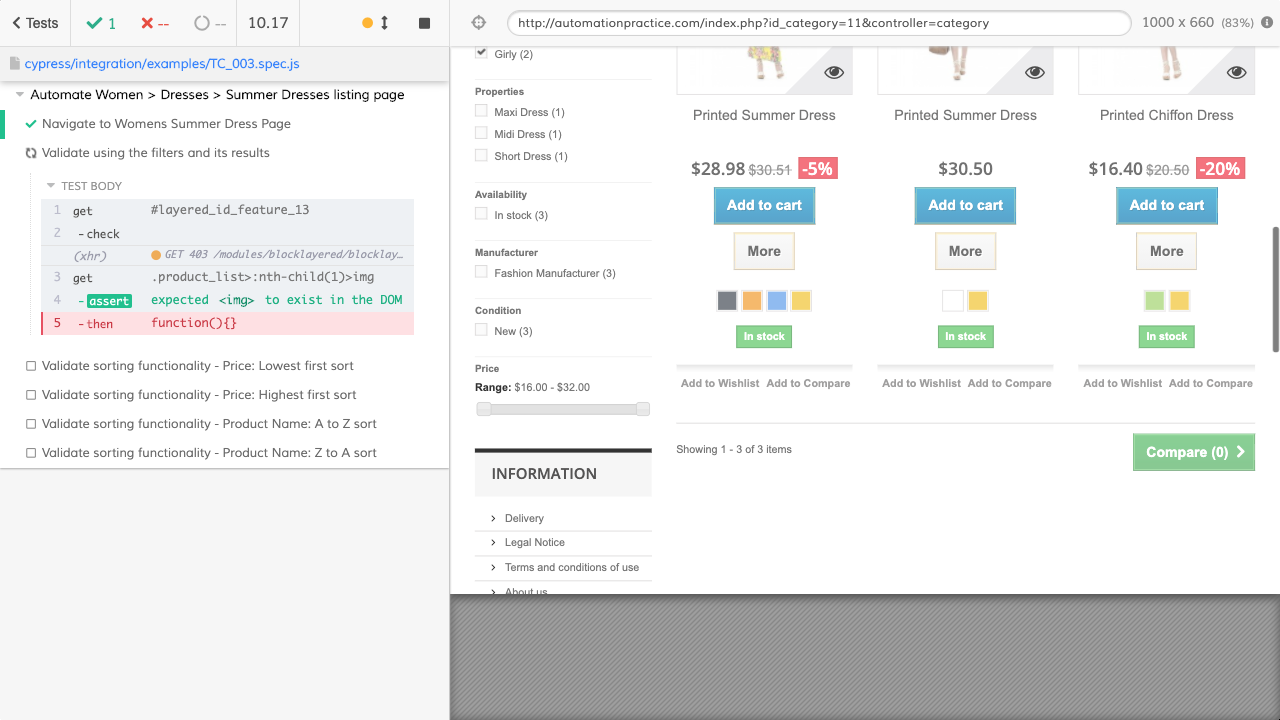 Tests
1
--
--
10.17
http://automationpractice.com/index.php?id_category=11&controller=category
1000 x 660 (83%)
cypress/integration/examples/TC_003.spec.js
Automate Women > Dresses > Summer Dresses listing page
Navigate to Womens Summer Dress Page
Validate using the filters and its results
TEST BODY
1 get #layered_id_feature_13
2 -check
(xhr) GET 403 /modules/blocklayered/blocklay…
3 get .product_list>:nth-child(1)>img
4 -assert expected <img> to exist in the DOM
5 -then function(){}
Validate sorting functionality - Price: Lowest first sort
Validate sorting functionality - Price: Highest first sort
Validate sorting functionality - Product Name: A to Z sort
Validate sorting functionality - Product Name: Z to A sort
Girly (2)
Properties
Maxi Dress (1)
Midi Dress (1)
Short Dress (1)
Availability
In stock (3)
Manufacturer
Fashion Manufacturer (3)
Condition
New (3)
Price
Range: $16.00 - $32.00
INFORMATION
Delivery
Legal Notice
Terms and conditions of use
About us
Printed Summer Dress
$28.98 $30.51 -5%
Add to cart
More
In stock
Add to Wishlist Add to Compare
Printed Summer Dress
$30.50
Add to cart
More
In stock
Add to Wishlist Add to Compare
Printed Chiffon Dress
$16.40 $20.50 -20%
Add to cart
More
In stock
Add to Wishlist Add to Compare
Showing 1 - 3 of 3 items
Compare (0)